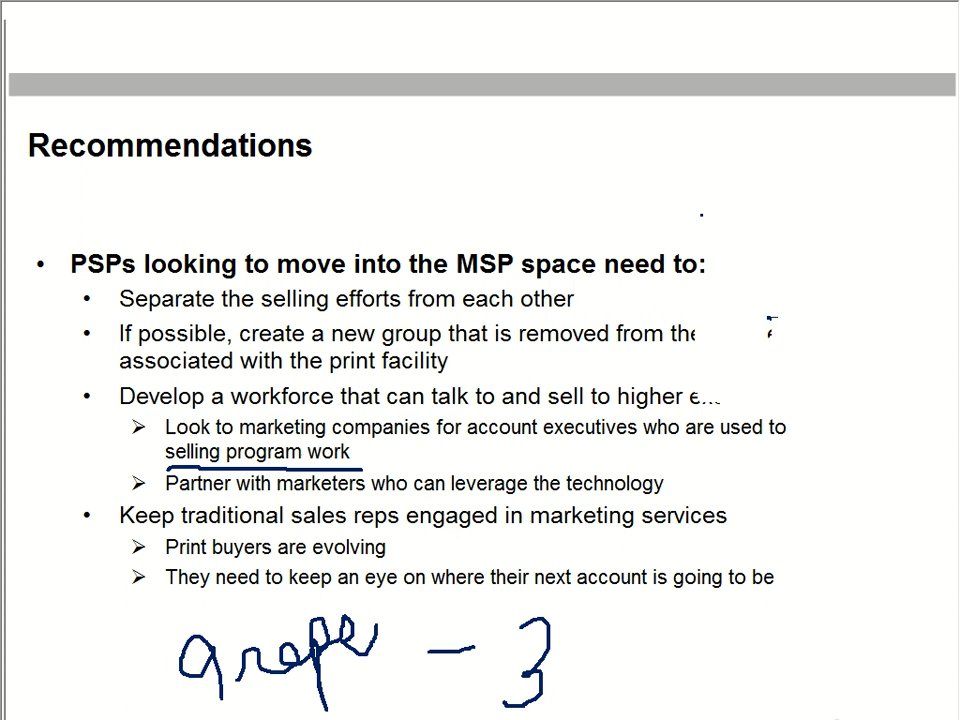 Recommendations
• PSPs looking to move into the MSP space need to:
• Separate the selling efforts from each other
• If possible, create a new group that is removed from the
associated with the print facility
• Develop a workforce that can talk to and sell to higher
➢ Look to marketing companies for account executives who are used to
selling program work
➢ Partner with marketers who can leverage the technology
• Keep traditional sales reps engaged in marketing services
➢ Print buyers are evolving
➢ They need to keep an eye on where their next account is going to be
grape - 3